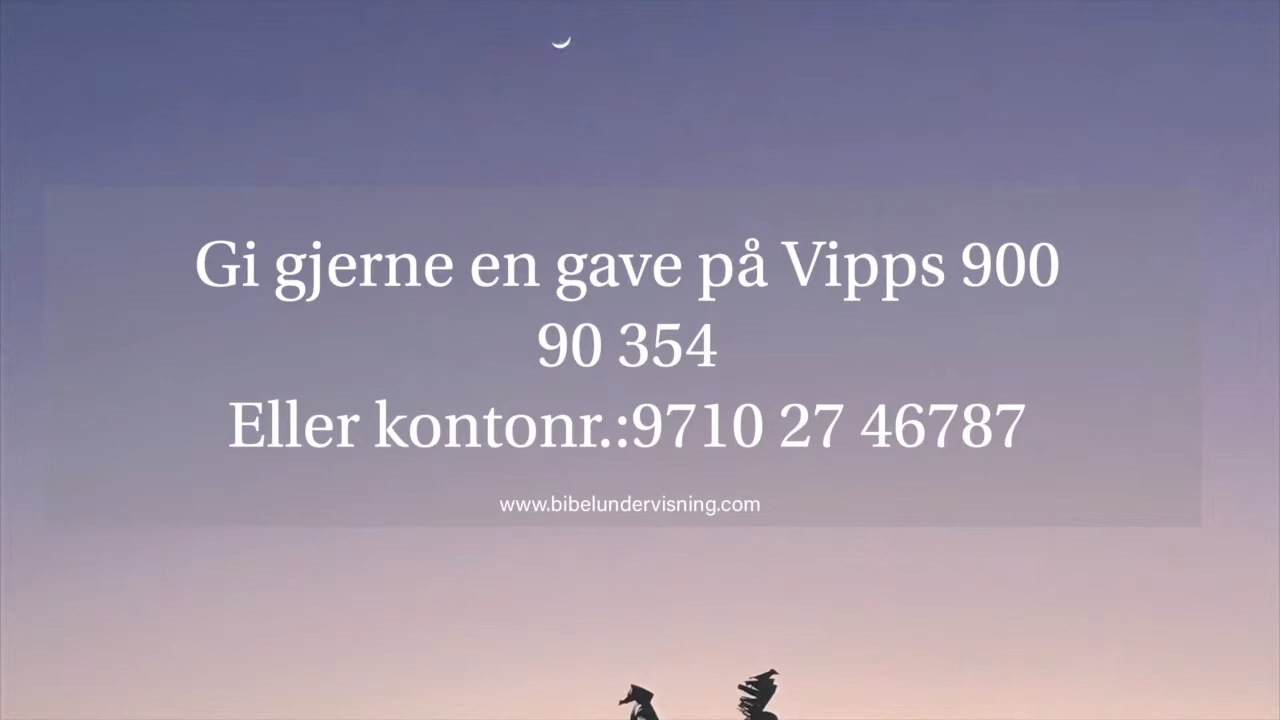 Gi gjerne en gave på Vipps 900
90 354
Eller kontonr.:9710 27 46787
www.bibelundervisning.com